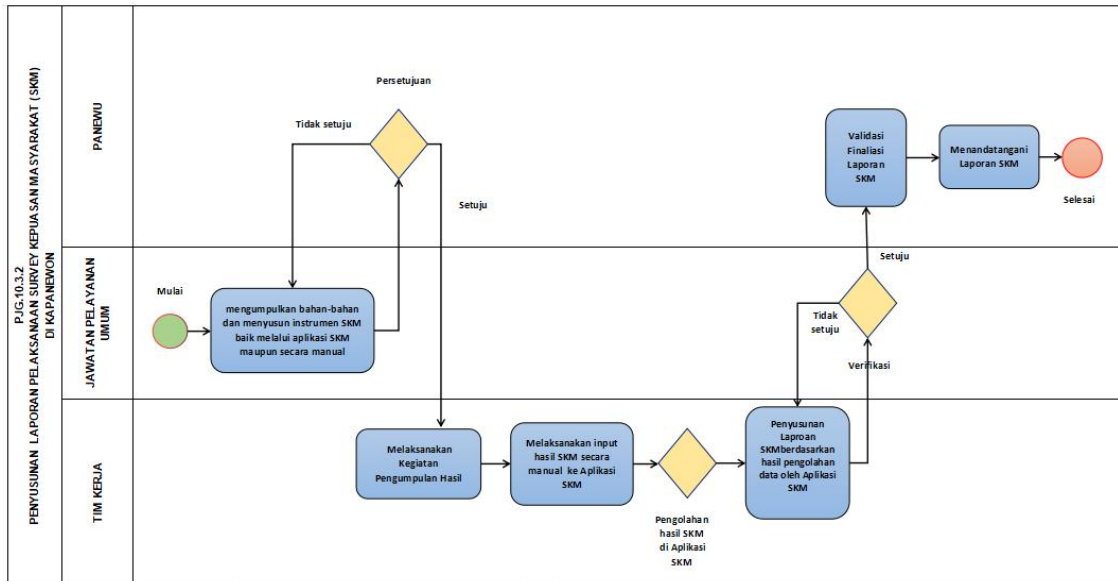 PJG.10.3.2
PENYUSUNAN LAPORAN PELAKSANAAN SURVEY KEPUASAN MASYARAKAT (SKM)
DI KAPANEWON
PANEWU
Persetujuan
Tidak setuju
Setuju
Validasi
Finaliasi
Laporan
SKM
Menandatangani
Laporan SKM
Selesai
JAWATAN PELAYANAN
UMUM
Mulai
mengumpulkan bahan-bahan
dan menyusun instrumen SKM
baik melalui aplikasi SKM
maupun secara manual
Setuju
Tidak
setuju
Verifikasi
TIM KERJA
Melaksanakan
Kegiatan
Pengumpulan Hasil
Melaksanakan input
hasil SKM secara
manual ke Aplikasi
SKM
Pengolahan
hasil SKM
di Aplikasi
SKM
Penyusunan
Laproan
SKMberdasarkan
hasil pengolahan
data oleh Aplikasi
SKM